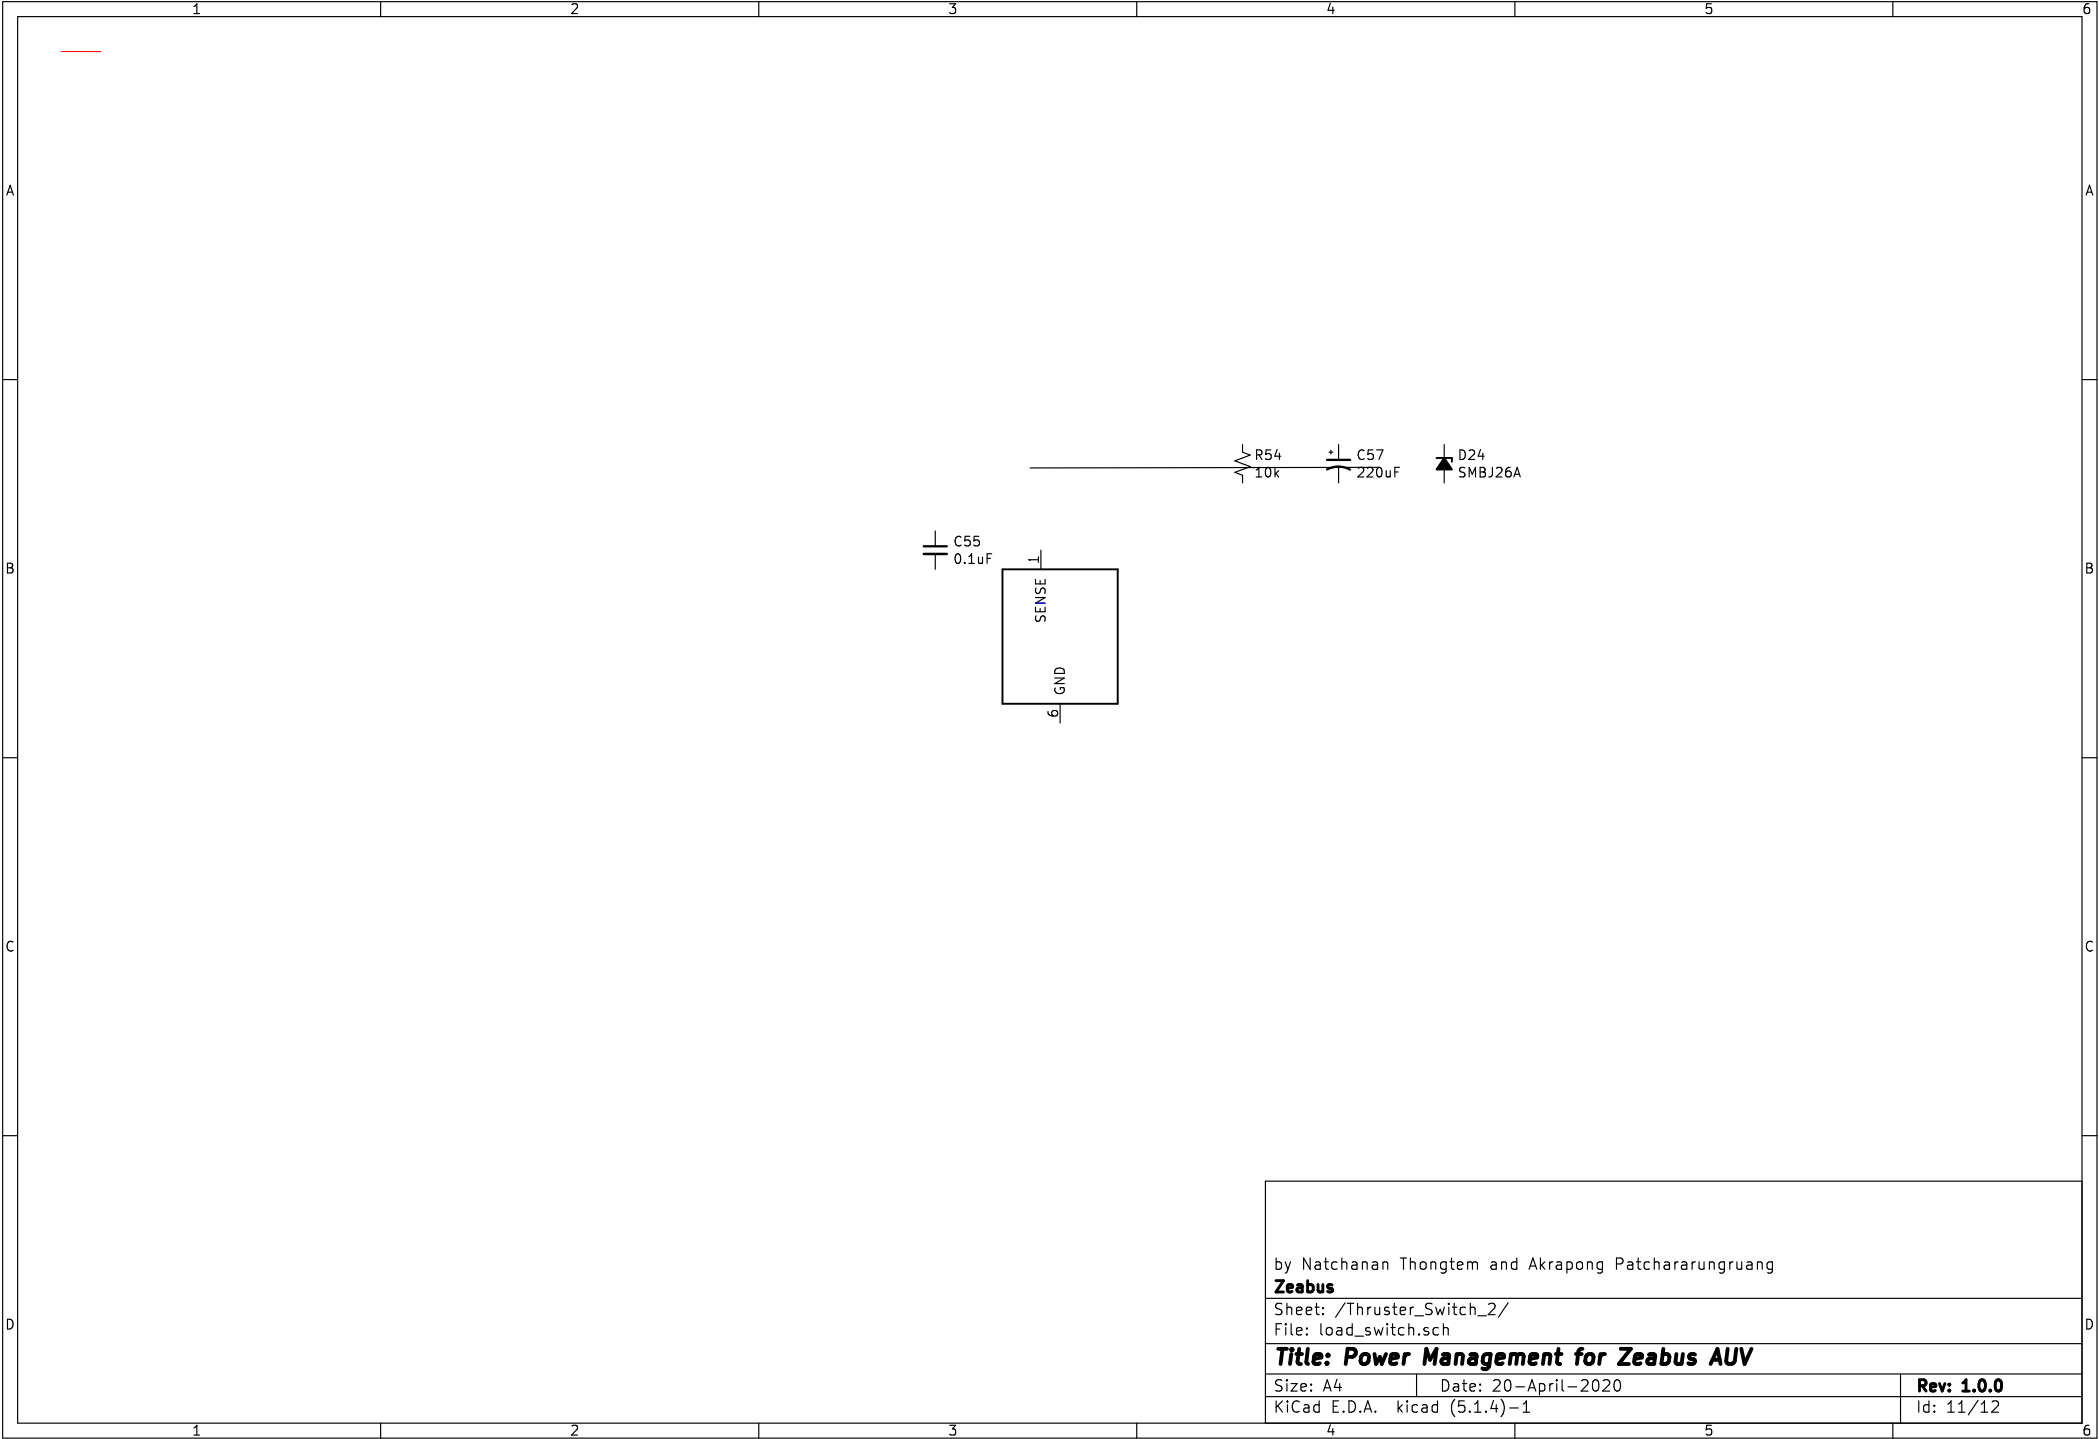 1 2 3 4 5 6
A A
R54 C57 D24
10k 220uF SMBJ26A
+
C55
0.1uF
1
SENSE
GND
6
B B
C C
by Natchanan Thongtem and Akrapong Patchararungruang
Zeabus
Sheet: /Thruster_Switch_2/
File: load_switch.sch
D D
Title: Power Management for Zeabus AUV
Size: A4 Date: 20-April-2020 Rev: 1.0.0
KiCad E.D.A. kicad (5.1.4)-1 Id: 11/12
1 2 3 4 5 6